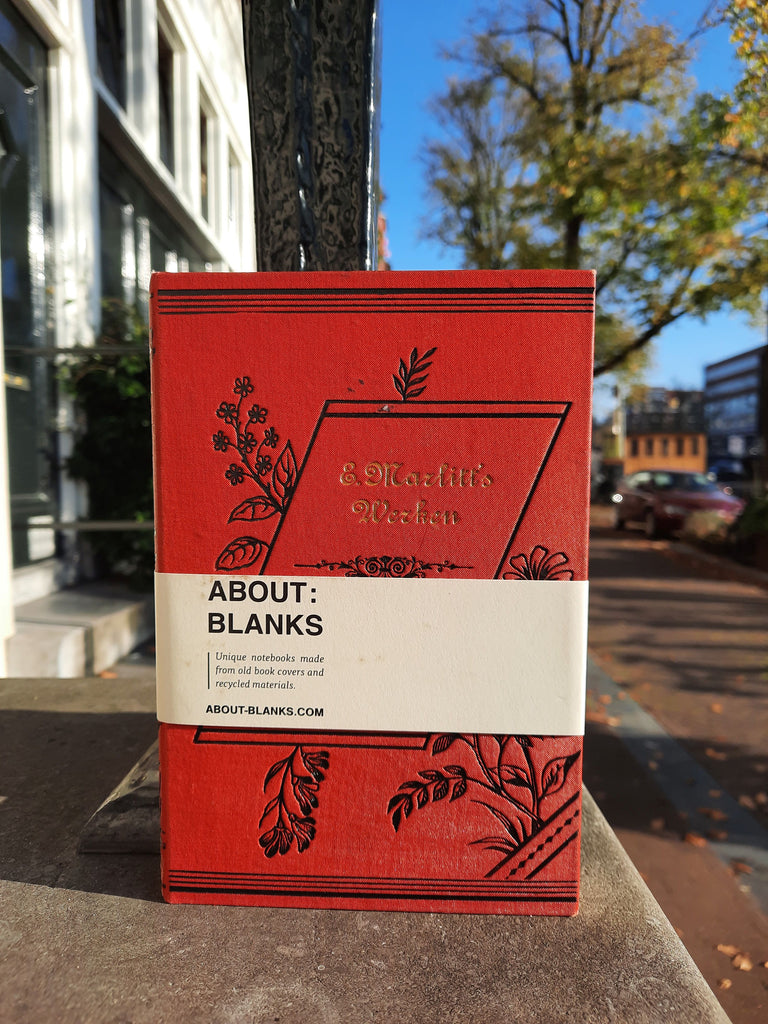 E. Marlitt's
Werken
ABOUT:
BLANKS
Unique notebooks made
from old book covers and
recycled materials.
ABOUT-BLANKS.COM